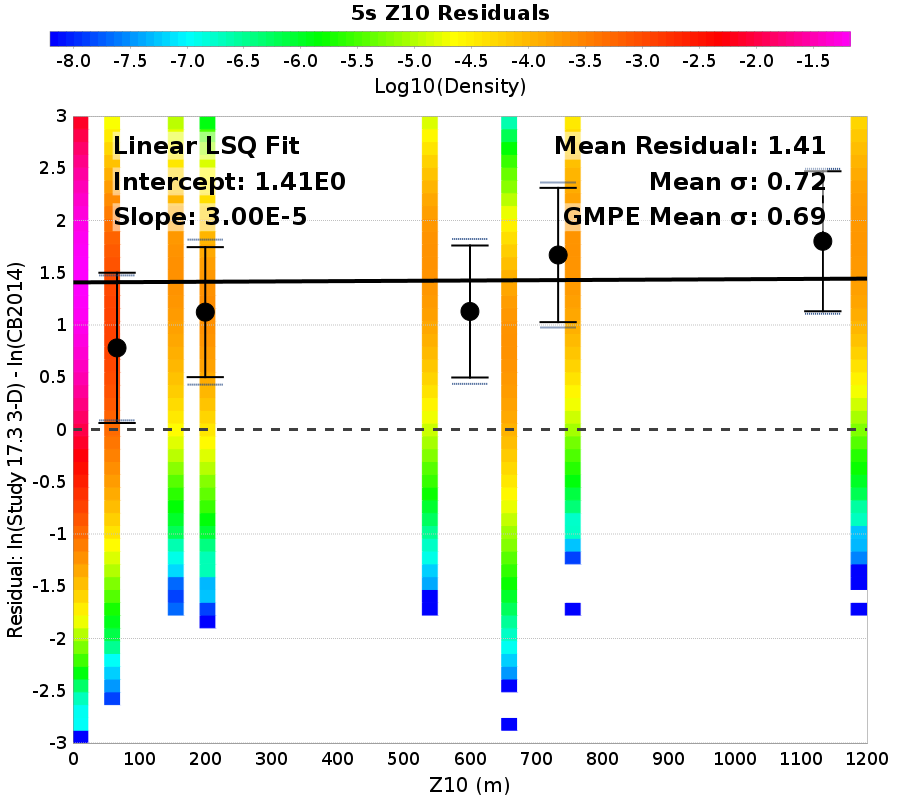 5s Z10 Residuals
-8.0 -7.5 -7.0 -6.5 -6.0 -5.5 -5.0 -4.5 -4.0 -3.5 -3.0 -2.5 -2.0 -1.5
Log10(Density)
Linear LSQ Fit
Intercept: 1.41E0
Slope: 3.00E-5
Mean Residual: 1.41
Mean σ: 0.72
GMPE Mean σ: 0.69
Residual: ln(Study 17.3 3-D) - ln(CB2014)
3
2.5
2
1.5
1
0.5
0
-0.5
-1
-1.5
-2
-2.5
-3
0 100 200 300 400 500 600 700 800 900 1000 1100 1200
Z10 (m)